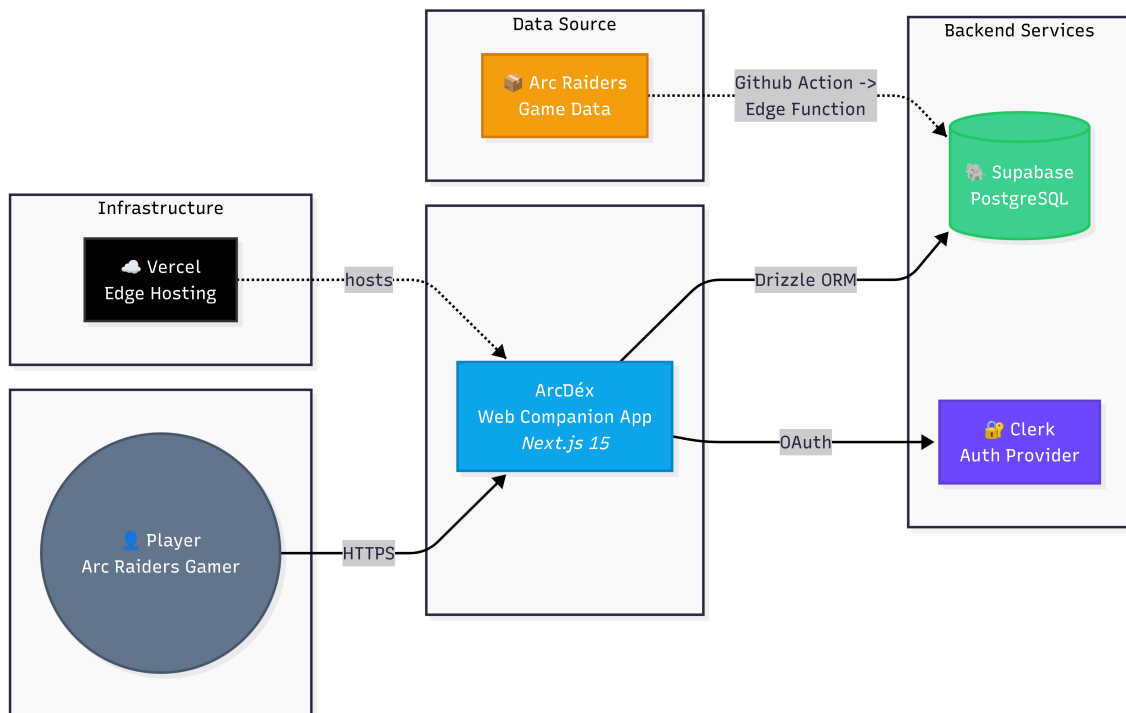 Data Source
📦 Arc Raiders
Game Data
Github Action ->
Edge Function
Backend Services
🐘 Supabase
PostgreSQL
Infrastructure
☁️ Vercel
Edge Hosting
hosts
Drizzle ORM
ArcDéx
Web Companion App
Next.js 15
OAuth
🔐 Clerk
Auth Provider
👤 Player
Arc Raiders Gamer
HTTPS